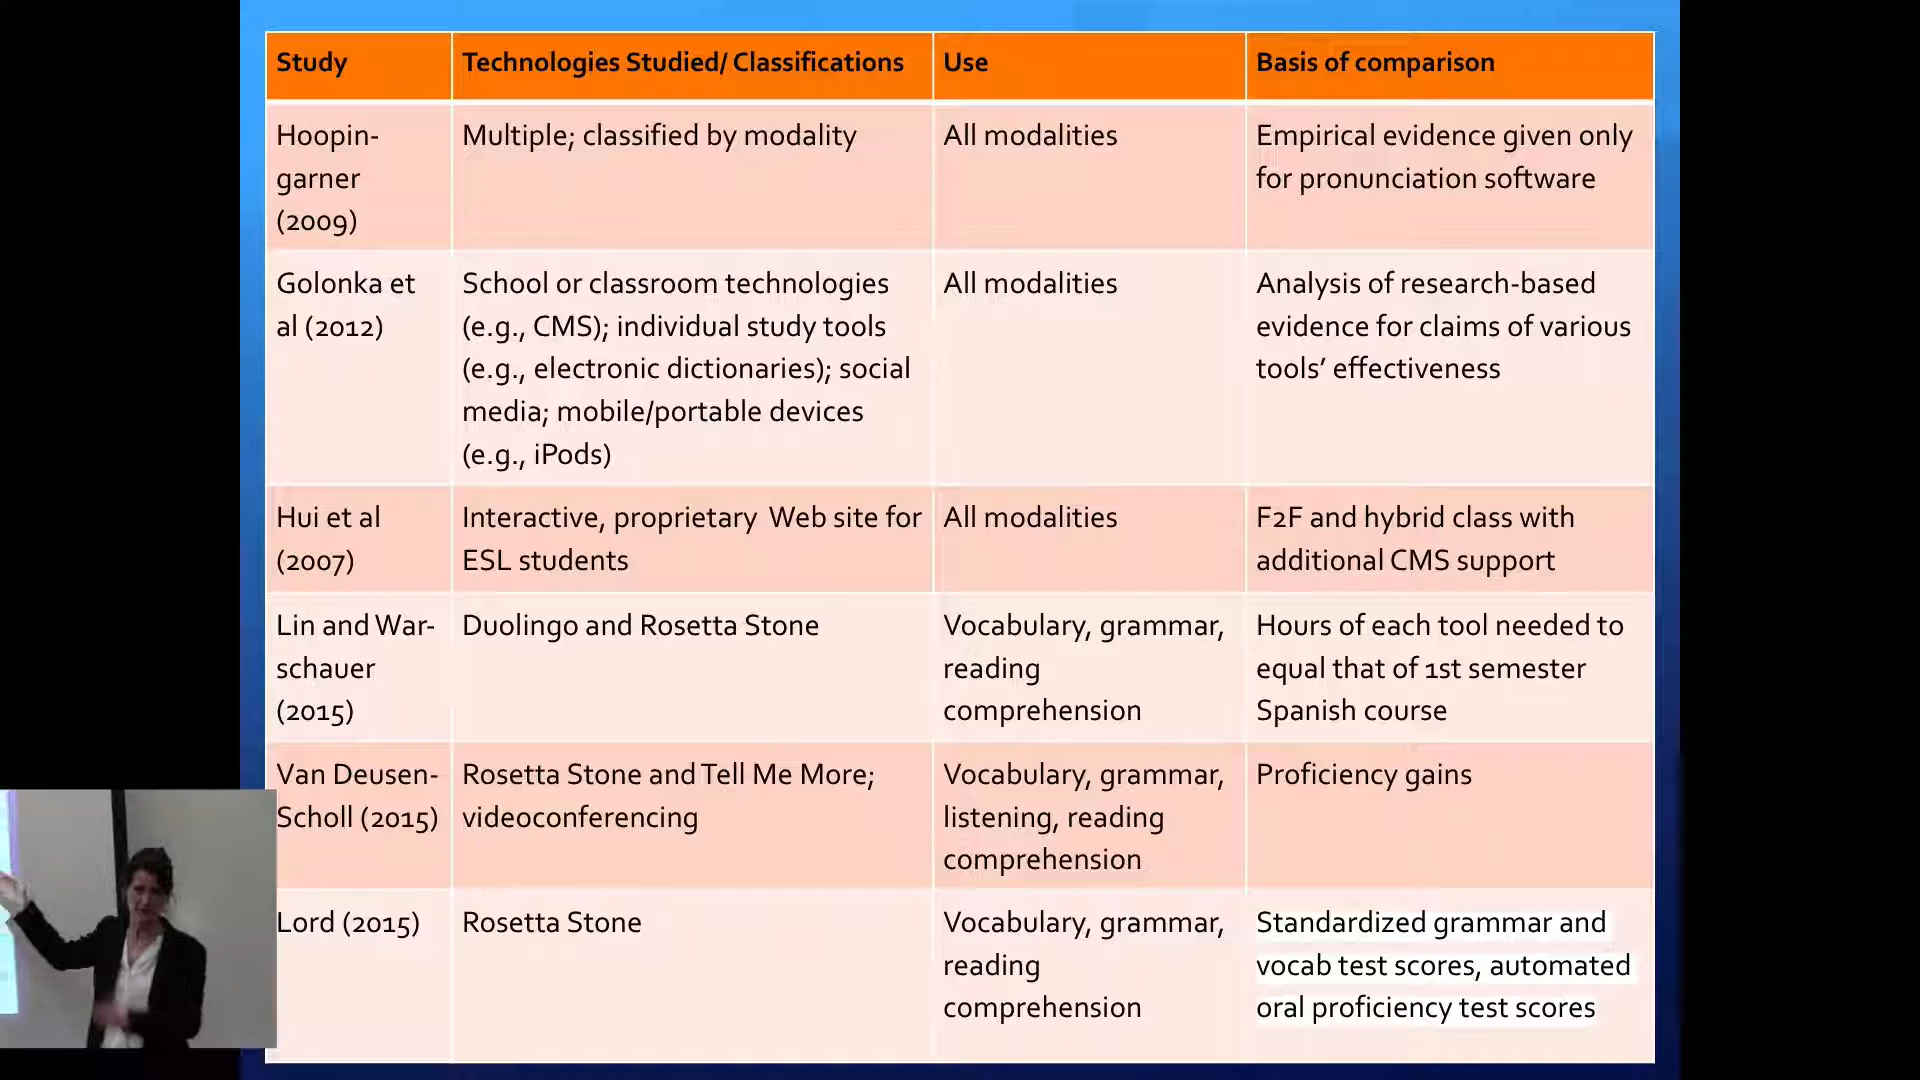 Study Technologies Studied/ Classifications Use Basis of comparison
Hoopin-
garner
(2009)
Multiple; classified by modality
All modalities
Empirical evidence given only
for pronunciation software
Golonka et
al (2012)
School or classroom technologies
(e.g., CMS); individual study tools
(e.g., electronic dictionaries); social
media; mobile/portable devices
(e.g., iPods)
All modalities
Analysis of research-based
evidence for claims of various
tools’ effectiveness
Hui et al
(2007)
Interactive, proprietary Web site for
ESL students
All modalities
F2F and hybrid class with
additional CMS support
Lin and War-
schauer
(2015)
Duolingo and Rosetta Stone
Vocabulary, grammar,
reading
comprehension
Hours of each tool needed to
equal that of 1st semester
Spanish course
Van Deusen-
Scholl (2015)
Rosetta Stone and Tell Me More;
videoconferencing
Vocabulary, grammar,
listening, reading
comprehension
Proficiency gains
Lord (2015)
Rosetta Stone
Vocabulary, grammar,
reading
comprehension
Standardized grammar and
vocab test scores, automated
oral proficiency test scores